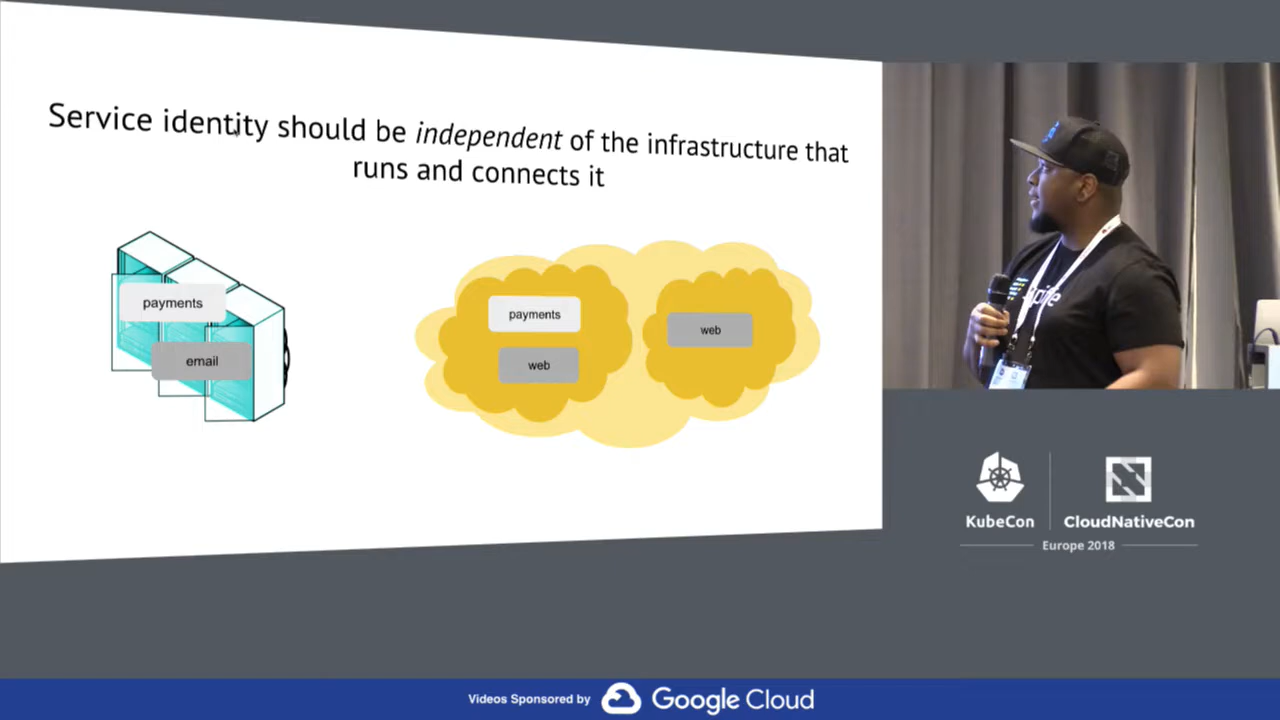 Service identity should be independent of the infrastructure that
runs and connects it
payments
email
payments
web
web
KubeCon
CloudNativeCon
Europe 2018
Videos Sponsored by Google Cloud